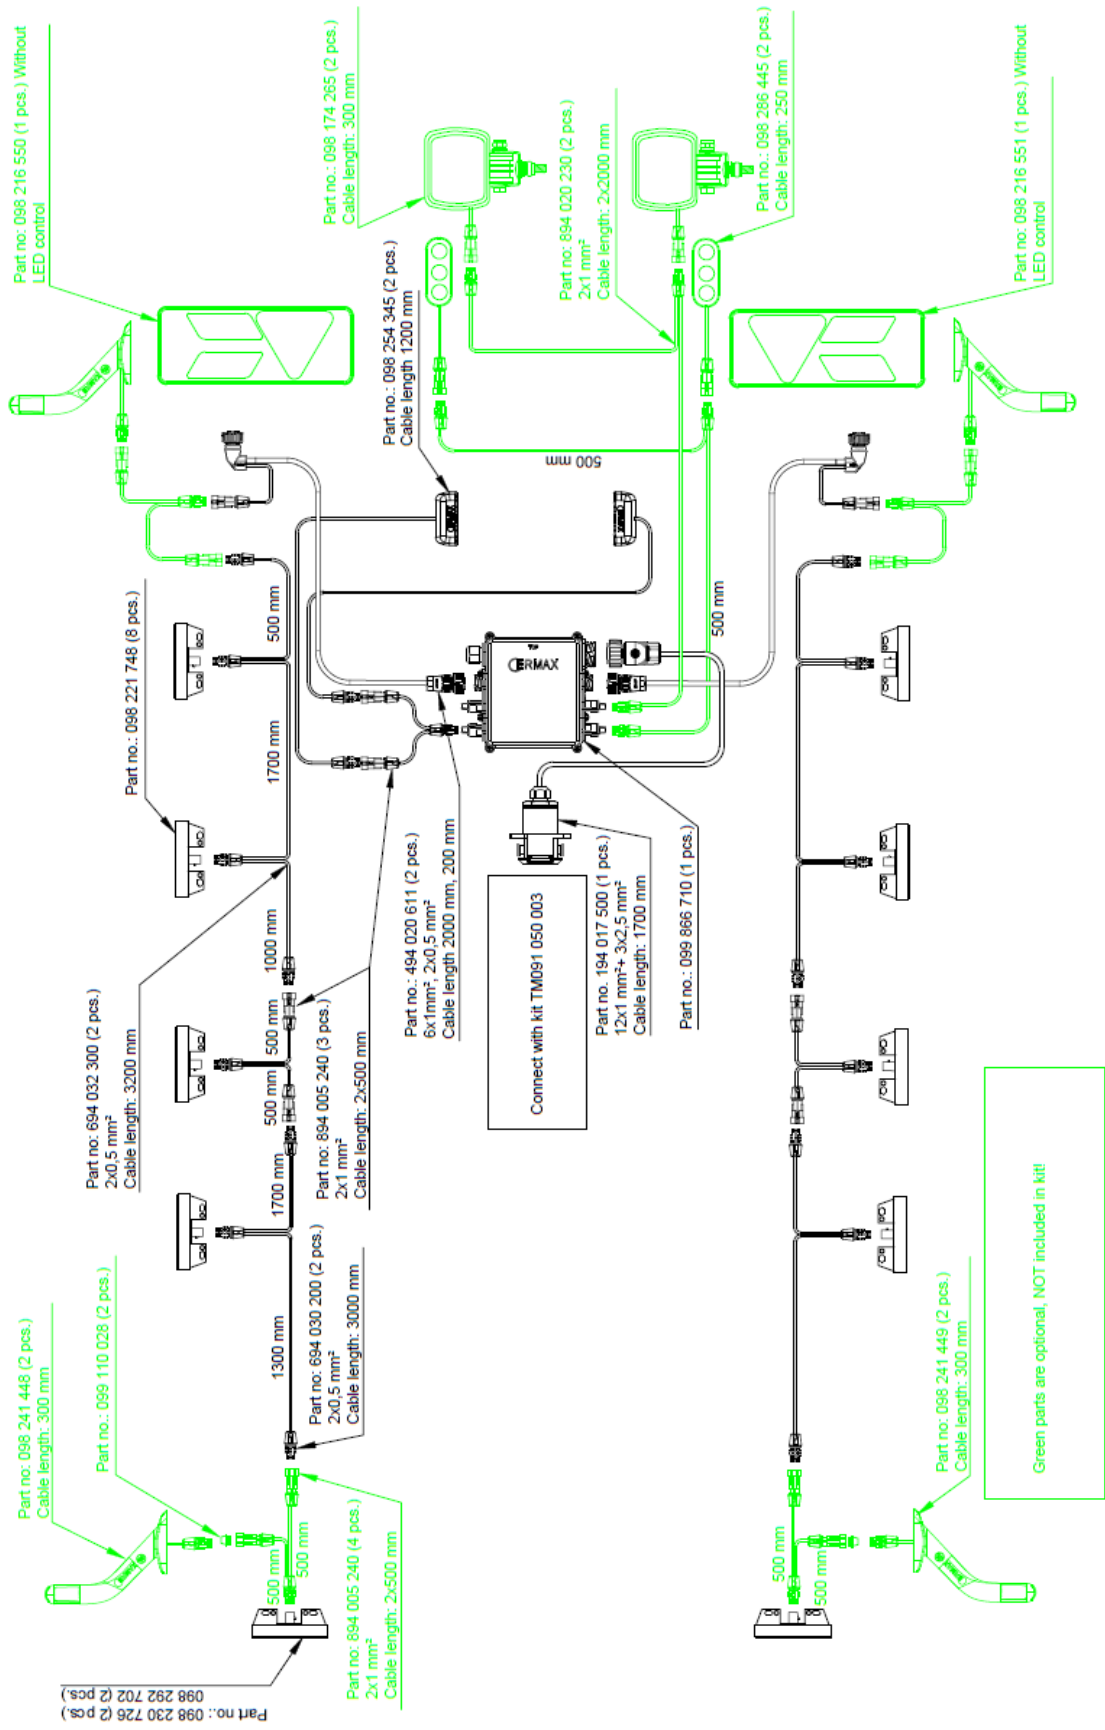 Part no: 098 216 550 (1 pcs.) Without
LED control
Part no.: 098 174 265 (2 pcs.)
Cable length: 300 mm
Part no.: 894 020 230 (2 pcs.)
2x1 mm²
Cable length: 2x2000 mm
Part no.: 098 286 445 (2 pcs.)
Cable length: 250 mm
Part no: 098 216 551 (1 pcs.) Without
LED control
Part no.: 098 254 345 (2 pcs.)
Cable length 1200 mm
500 mm
Part no.: 098 221 748 (8 pcs.)
500 mm
1700 mm
1000 mm
500 mm
500 mm
1700 mm
1300 mm
500 mm
ERMAX
Part no: 694 032 300 (2 pcs.)
2x0,5 mm²
Cable length: 3200 mm
Part no: 894 005 240 (3 pcs.)
2x1 mm²
Cable length: 2x500 mm
Part no.: 494 020 611 (2 pcs.)
6x1mm², 2x0,5 mm²
Cable length 2000 mm, 200 mm
Connect with kit TM091 050 003
Part no. 194 017 500 (1 pcs.)
12x1 mm²+ 3x2,5 mm²
Cable length: 1700 mm
Part no.: 099 866 710 (1 pcs.)
Part no: 694 030 200 (2 pcs.)
2x0,5 mm²
Cable length: 3000 mm
Part no: 098 241 448 (2 pcs.)
Cable length: 300 mm
Part no.: 099 110 028 (2 pcs.)
500 mm
500 mm
Part no: 894 005 240 (4 pcs.)
2x1 mm²
Cable length: 2x500 mm
Part no.: 098 230 726 (2 pcs.)
098 292 702 (2 pcs.)
500 mm
500 mm
Part no: 098 241 449 (2 pcs.)
Cable length: 300 mm
Green parts are optional, NOT included in kit!